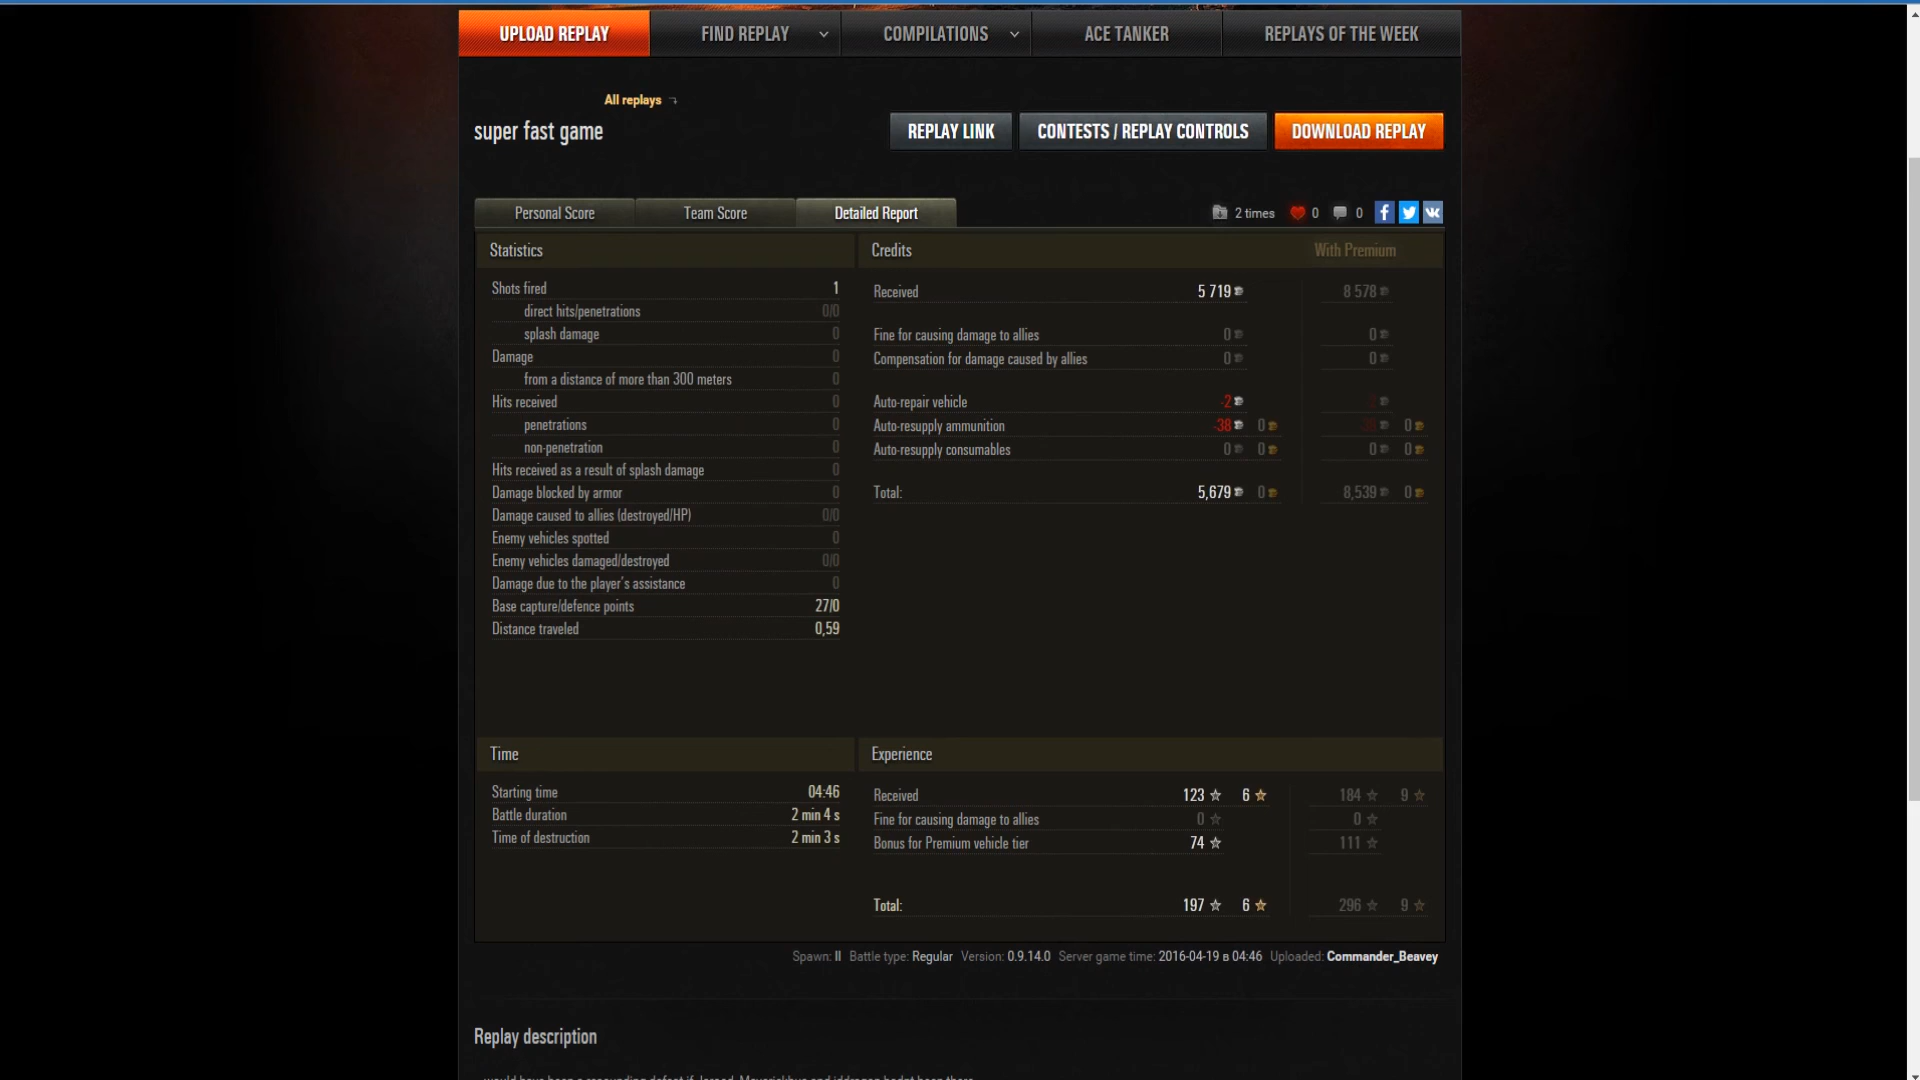 UPLOAD REPLAY FIND REPLAY COMPILATIONS ACE TANKER REPLAYS OF THE WEEK
All replays
super fast game REPLAY LINK CONTESTS / REPLAY CONTROLS DOWNLOAD REPLAY
Personal Score Team Score Detailed Report 2 times 0 0
Statistics
Shots fired 1
direct hits/penetrations 0/0
splash damage 0
Damage 0
from a distance of more than 300 meters 0
Hits received 0
penetrations 0
non-penetration 0
Hits received as a result of splash damage 0
Damage blocked by armor 0
Damage caused to allies (destroyed/HP) 0/0
Enemy vehicles spotted 0
Enemy vehicles damaged/destroyed 0/0
Damage due to the player's assistance 0
Base capture/defence points 27/0
Distance traveled 0,59
Credits With Premium
Received 5 719 8 578
Fine for causing damage to allies 0 0
Compensation for damage caused by allies 0 0
Auto-repair vehicle -2
Auto-resupply ammunition -38 0 -38 0
Auto-resupply consumables 0 0 0 0
Total: 5,679 0 8,539 0
Time
Starting time 04:46
Battle duration 2 min 4 s
Time of destruction 2 min 3 s
Experience
Received 123 6 184 9
Fine for causing damage to allies 0 0
Bonus for Premium vehicle tier 74 111
Total: 197 6 296 9
Spawn: II Battle type: Regular Version: 0.9.14.0 Server game time: 2016-04-19 в 04:46 Uploaded: Commander_Beavey
Replay description